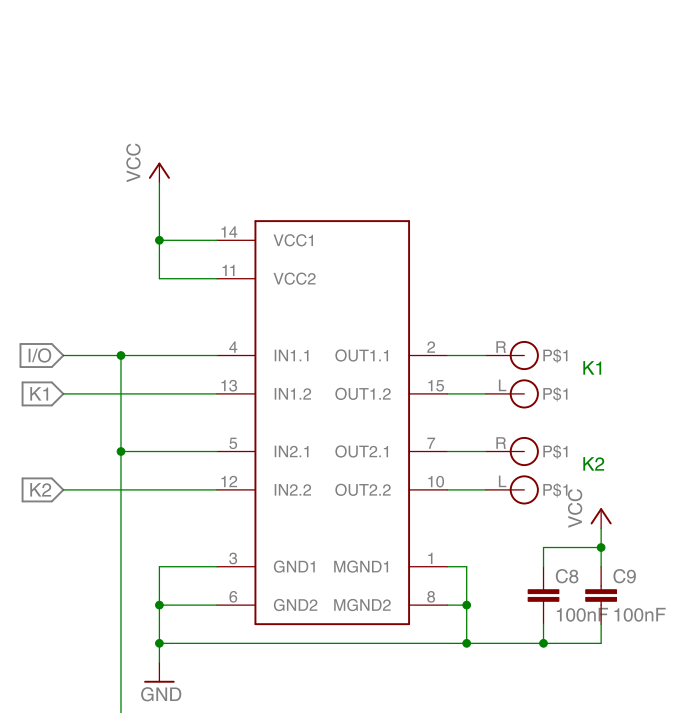 VCC
14 VCC1
11 VCC2
I/O 4 IN1.1 OUT1.1 2 R P$1
K1
K1 13 IN1.2 OUT1.2 15 L P$1
5 IN2.1 OUT2.1 7 R P$1
K2
K2 12 IN2.2 OUT2.2 10 L P$1
VCC
3 GND1 MGND1 1 C8 C9
6 GND2 MGND2 8 100nF 100nF
GND